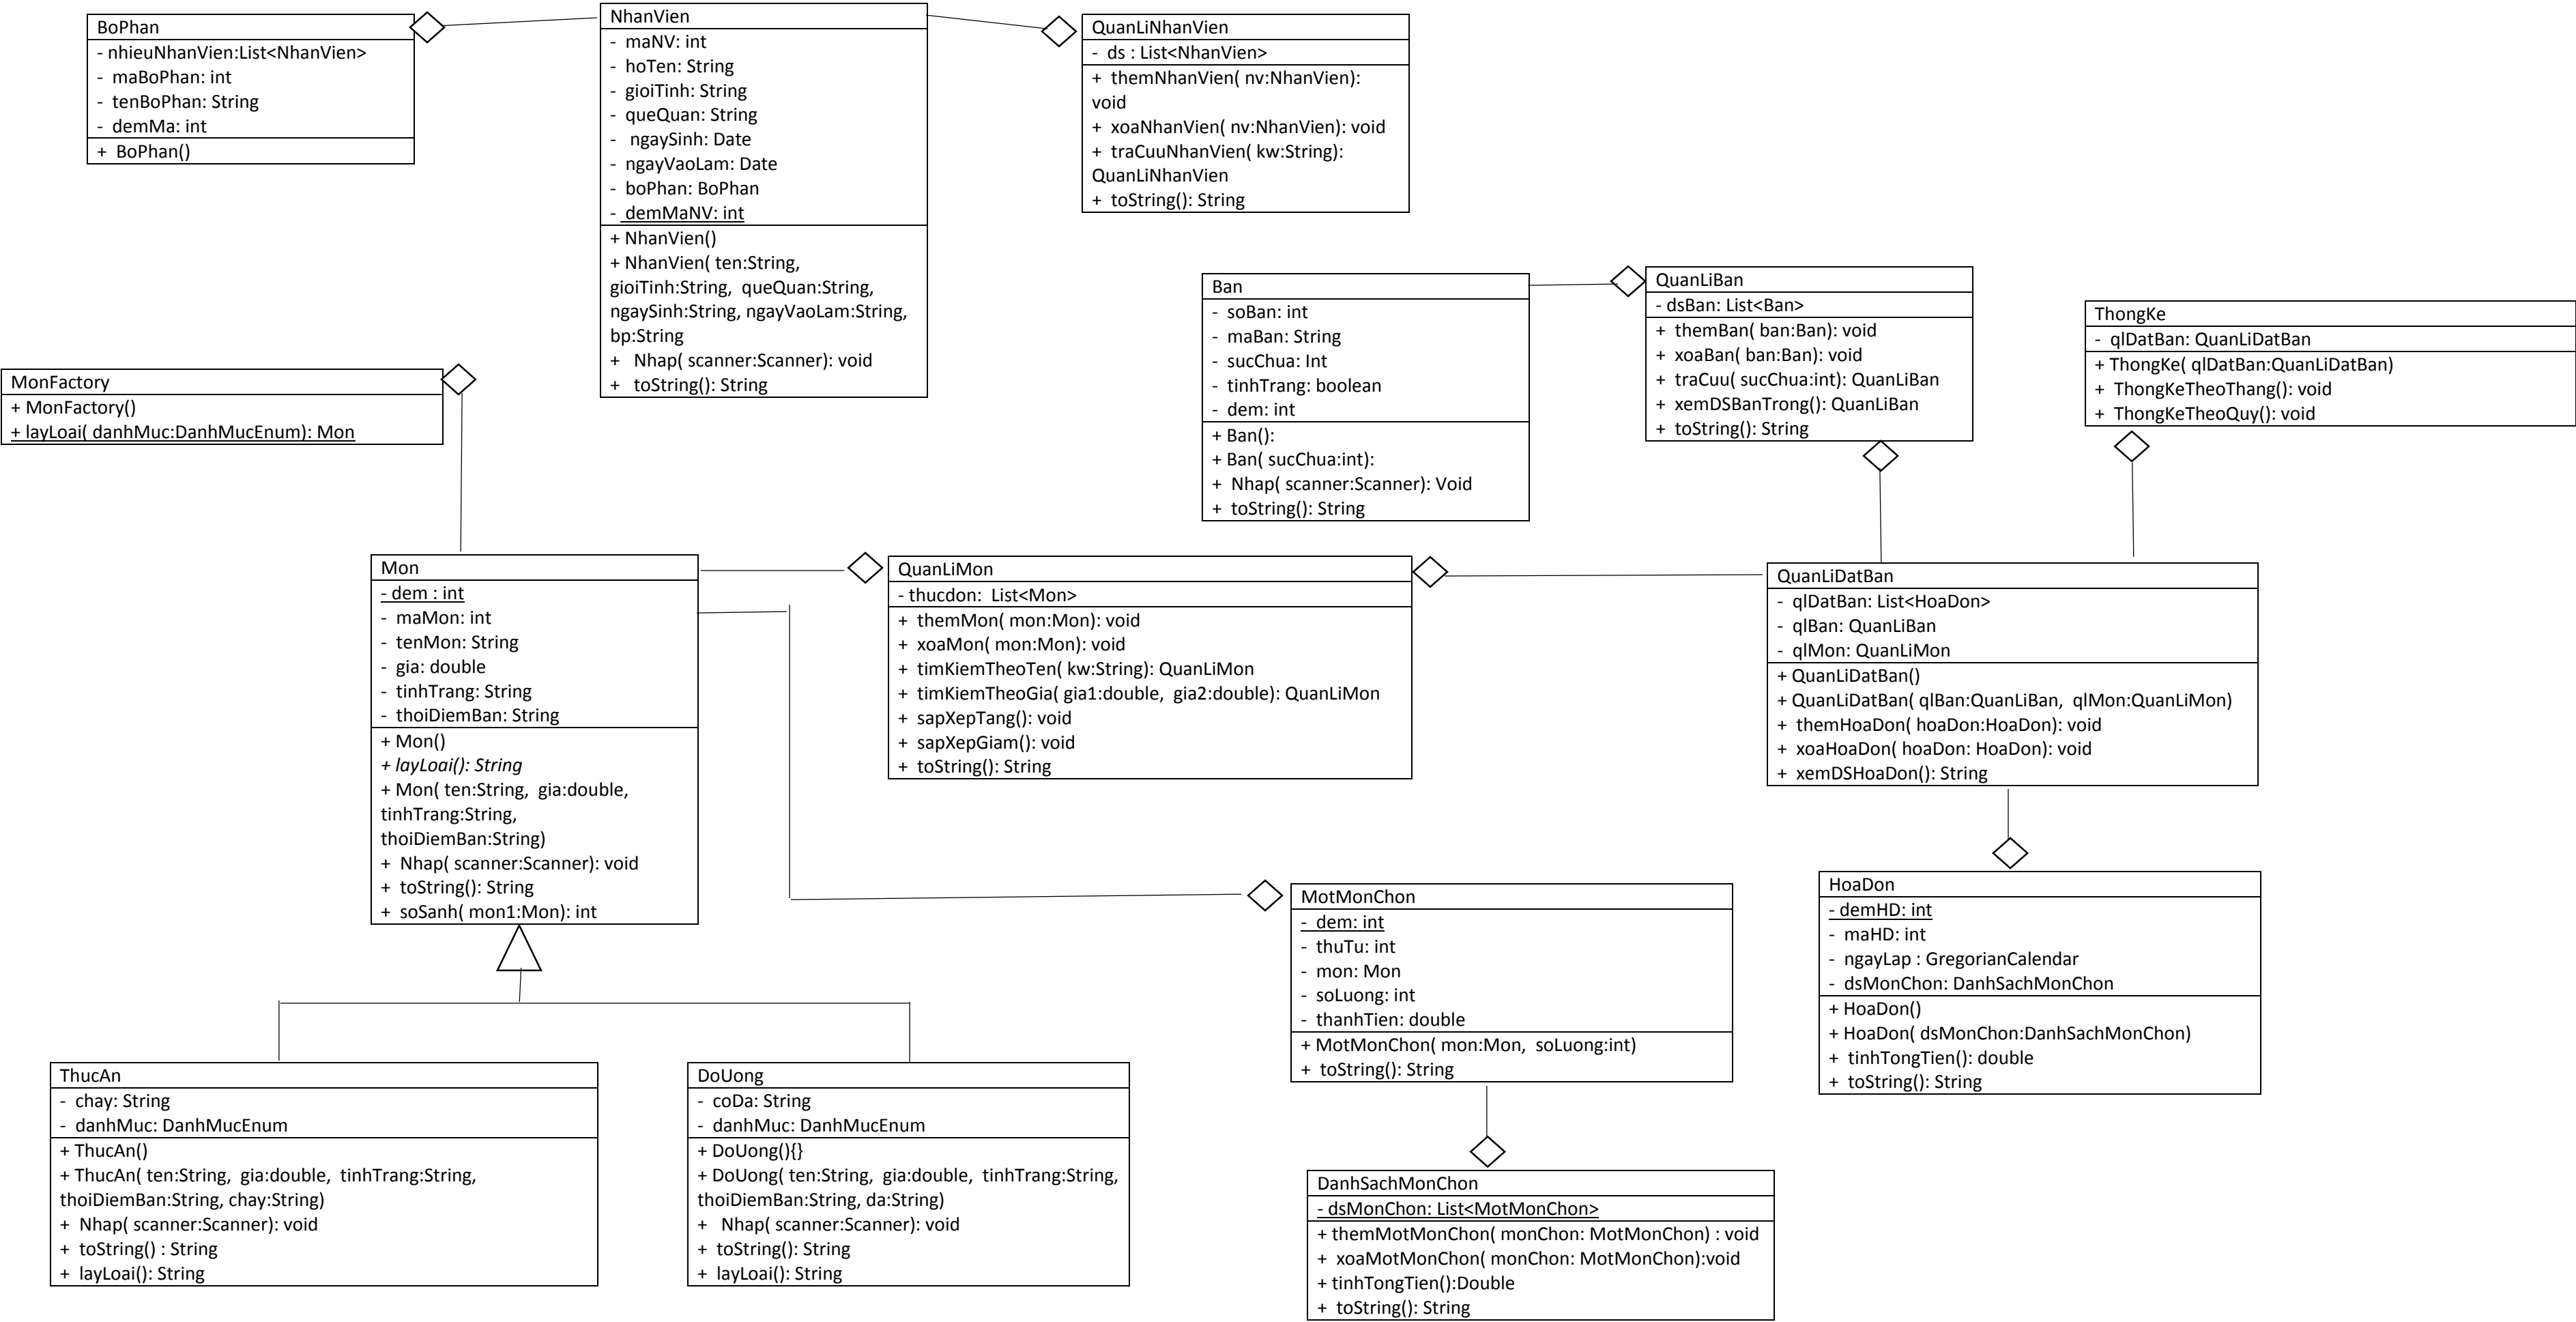 BoPhan
- nhieuNhanVien:List<NhanVien>
- maBoPhan: int
- tenBoPhan: String
- demMa: int
+ BoPhan()
NhanVien
- maNV: int
- hoTen: String
- gioiTinh: String
- queQuan: String
- ngaySinh: Date
- ngayVaoLam: Date
- boPhan: BoPhan
- demMaNV: int
+ NhanVien()
+ NhanVien( ten:String,
gioiTinh:String, queQuan:String,
ngaySinh:String, ngayVaoLam:String,
bp:String
+ Nhap( scanner:Scanner): void
+ toString(): String
QuanLiNhanVien
- ds : List<NhanVien>
+ themNhanVien( nv:NhanVien):
void
+ xoaNhanVien( nv:NhanVien): void
+ traCuuNhanVien( kw:String):
QuanLiNhanVien
+ toString(): String
Ban
- soBan: int
- maBan: String
- sucChua: Int
- tinhTrang: boolean
- dem: int
+ Ban():
+ Ban( sucChua:int):
+ Nhap( scanner:Scanner): Void
+ toString(): String
QuanLiBan
- dsBan: List<Ban>
+ themBan( ban:Ban): void
+ xoaBan( ban:Ban): void
+ traCuu( sucChua:int): QuanLiBan
+ xemDSBanTrong(): QuanLiBan
+ toString(): String
ThongKe
- qlDatBan: QuanLiDatBan
+ ThongKe( qlDatBan:QuanLiDatBan)
+ ThongKeTheoThang(): void
+ ThongKeTheoQuy(): void
MonFactory
+ MonFactory()
+ layLoai( danhMuc:DanhMucEnum): Mon
Mon
- dem : int
- maMon: int
- tenMon: String
- gia: double
- tinhTrang: String
- thoiDiemBan: String
+ Mon()
+ layLoai(): String
+ Mon( ten:String, gia:double,
tinhTrang:String,
thoiDiemBan:String)
+ Nhap( scanner:Scanner): void
+ toString(): String
+ soSanh( mon1:Mon): int
QuanLiMon
- thucdon: List<Mon>
+ themMon( mon:Mon): void
+ xoaMon( mon:Mon): void
+ timKiemTheoTen( kw:String): QuanLiMon
+ timKiemTheoGia( gia1:double, gia2:double): QuanLiMon
+ sapXepTang(): void
+ sapXepGiam(): void
+ toString(): String
QuanLiDatBan
- qlDatBan: List<HoaDon>
- qlBan: QuanLiBan
- qlMon: QuanLiMon
+ QuanLiDatBan()
+ QuanLiDatBan( qlBan:QuanLiBan, qlMon:QuanLiMon)
+ themHoaDon( hoaDon:HoaDon): void
+ xoaHoaDon( hoaDon: HoaDon): void
+ xemDSHoaDon(): String
MotMonChon
- dem: int
- thuTu: int
- mon: Mon
- soLuong: int
- thanhTien: double
+ MotMonChon( mon:Mon, soLuong:int)
+ toString(): String
HoaDon
- demHD: int
- maHD: int
- ngayLap : GregorianCalendar
- dsMonChon: DanhSachMonChon
+ HoaDon()
+ HoaDon( dsMonChon:DanhSachMonChon)
+ tinhTongTien(): double
+ toString(): String
ThucAn
- chay: String
- danhMuc: DanhMucEnum
+ ThucAn()
+ ThucAn( ten:String, gia:double, tinhTrang:String,
thoiDiemBan:String, chay:String)
+ Nhap( scanner:Scanner): void
+ toString() : String
+ layLoai(): String
DoUong
- coDa: String
- danhMuc: DanhMucEnum
+ DoUong(){}
+ DoUong( ten:String, gia:double, tinhTrang:String,
thoiDiemBan:String, da:String)
+ Nhap( scanner:Scanner): void
+ toString(): String
+ layLoai(): String
DanhSachMonChon
- dsMonChon: List<MotMonChon>
+ themMotMonChon( monChon: MotMonChon) : void
+ xoaMotMonChon( monChon: MotMonChon):void
+ tinhTongTien():Double
+ toString(): String